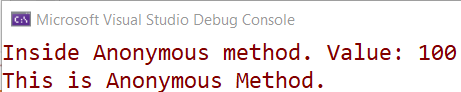 C:\ Microsoft Visual Studio Debug Console
Inside Anonymous method. Value: 100
This is Anonymous Method.